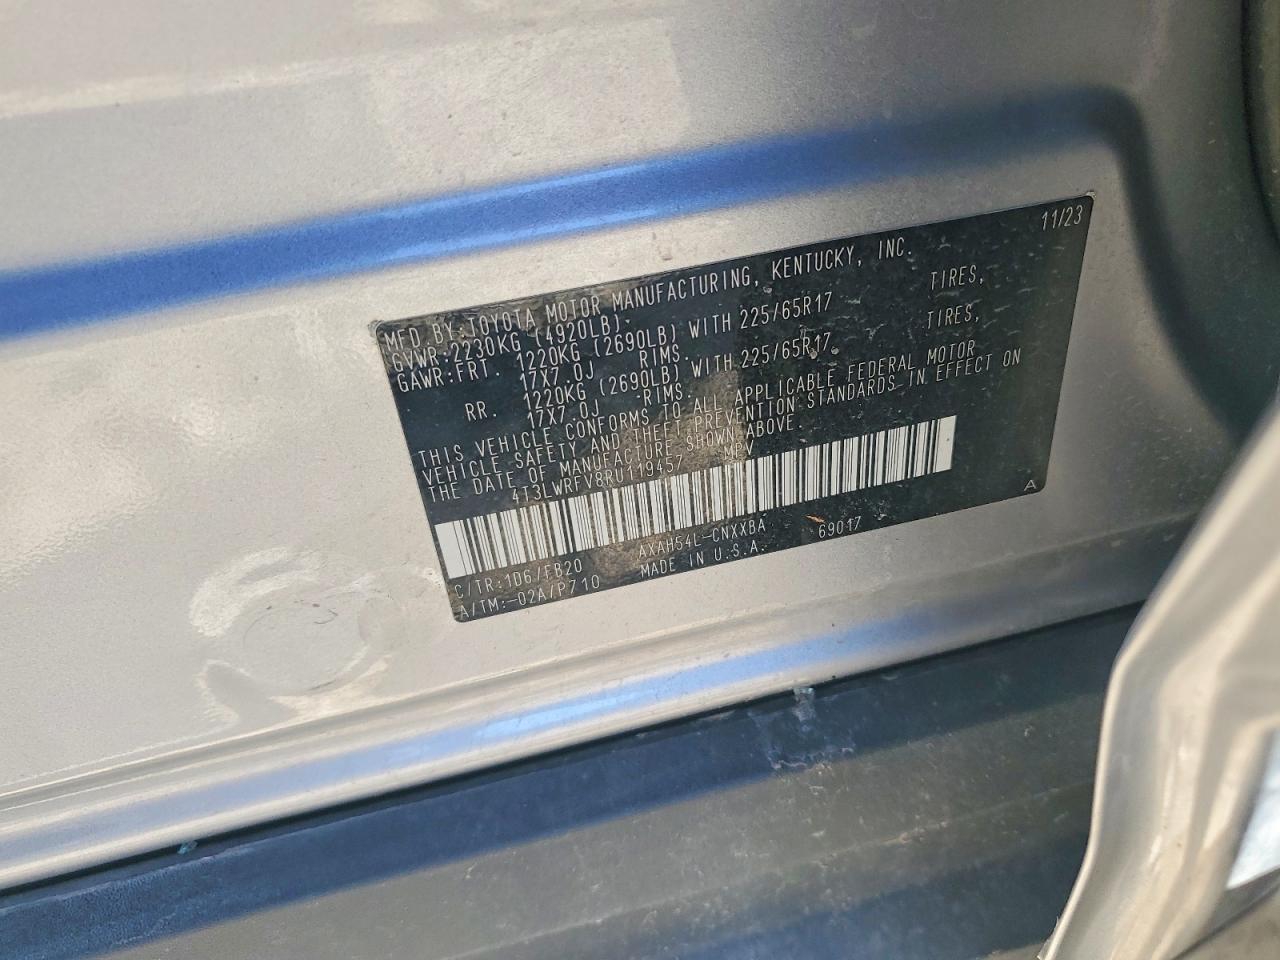 11/23
MFD.BY:TOYOTA MOTOR MANUFACTURING, KENTUCKY, INC.
GVWR:2230KG (4920LB).
GAWR:FRT. 1220KG (2690LB) WITH 225/65R17 TIRES,
17X7.0J RIMS.
RR. 1220KG (2690LB) WITH 225/65R17 TIRES,
17X7.0J RIMS.
THIS VEHICLE CONFORMS TO ALL APPLICABLE FEDERAL MOTOR
VEHICLE SAFETY AND THEFT PREVENTION STANDARDS IN EFFECT ON
THE DATE OF MANUFACTURE SHOWN ABOVE.
4T3LWRFV8RU119457 MPV
A
C/TR:1D6/FB20 AXAH54L-CNXXBA 69017
A/TM:-02A/P710 MADE IN U.S.A.